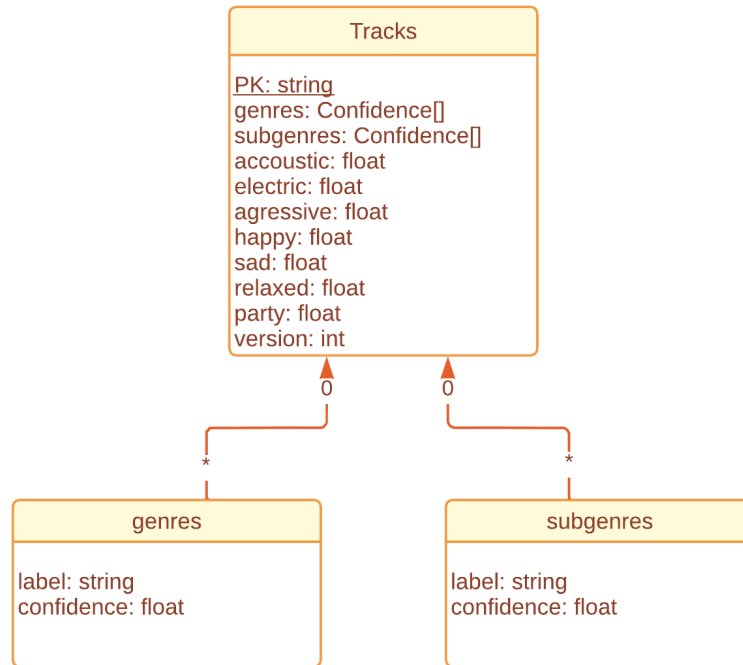 Tracks
PK: string
genres: Confidence[]
subgenres: Confidence[]
accoustic: float
electric: float
agressive: float
happy: float
sad: float
relaxed: float
party: float
version: int
0
0
*
*
genres
label: string
confidence: float
subgenres
label: string
confidence: float